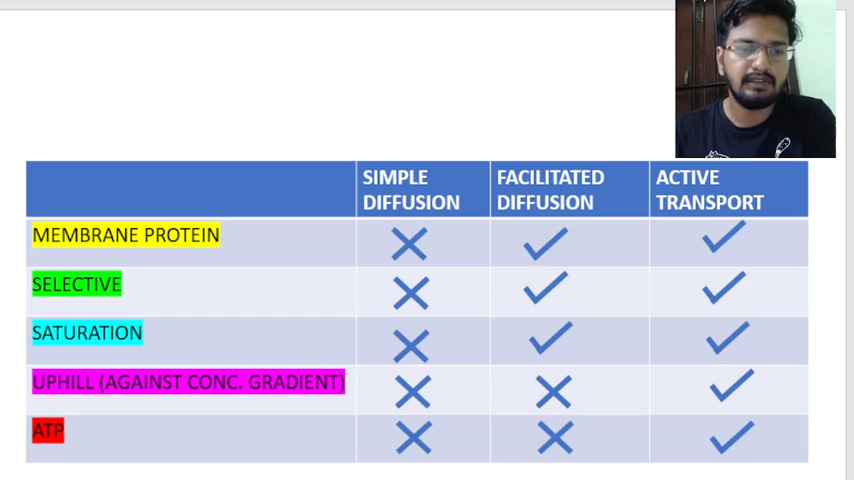 SIMPLE DIFFUSION
FACILITATED DIFFUSION
ACTIVE TRANSPORT
MEMBRANE PROTEIN
SELECTIVE
SATURATION
UPHILL (AGAINST CONC. GRADIENT)
ATP